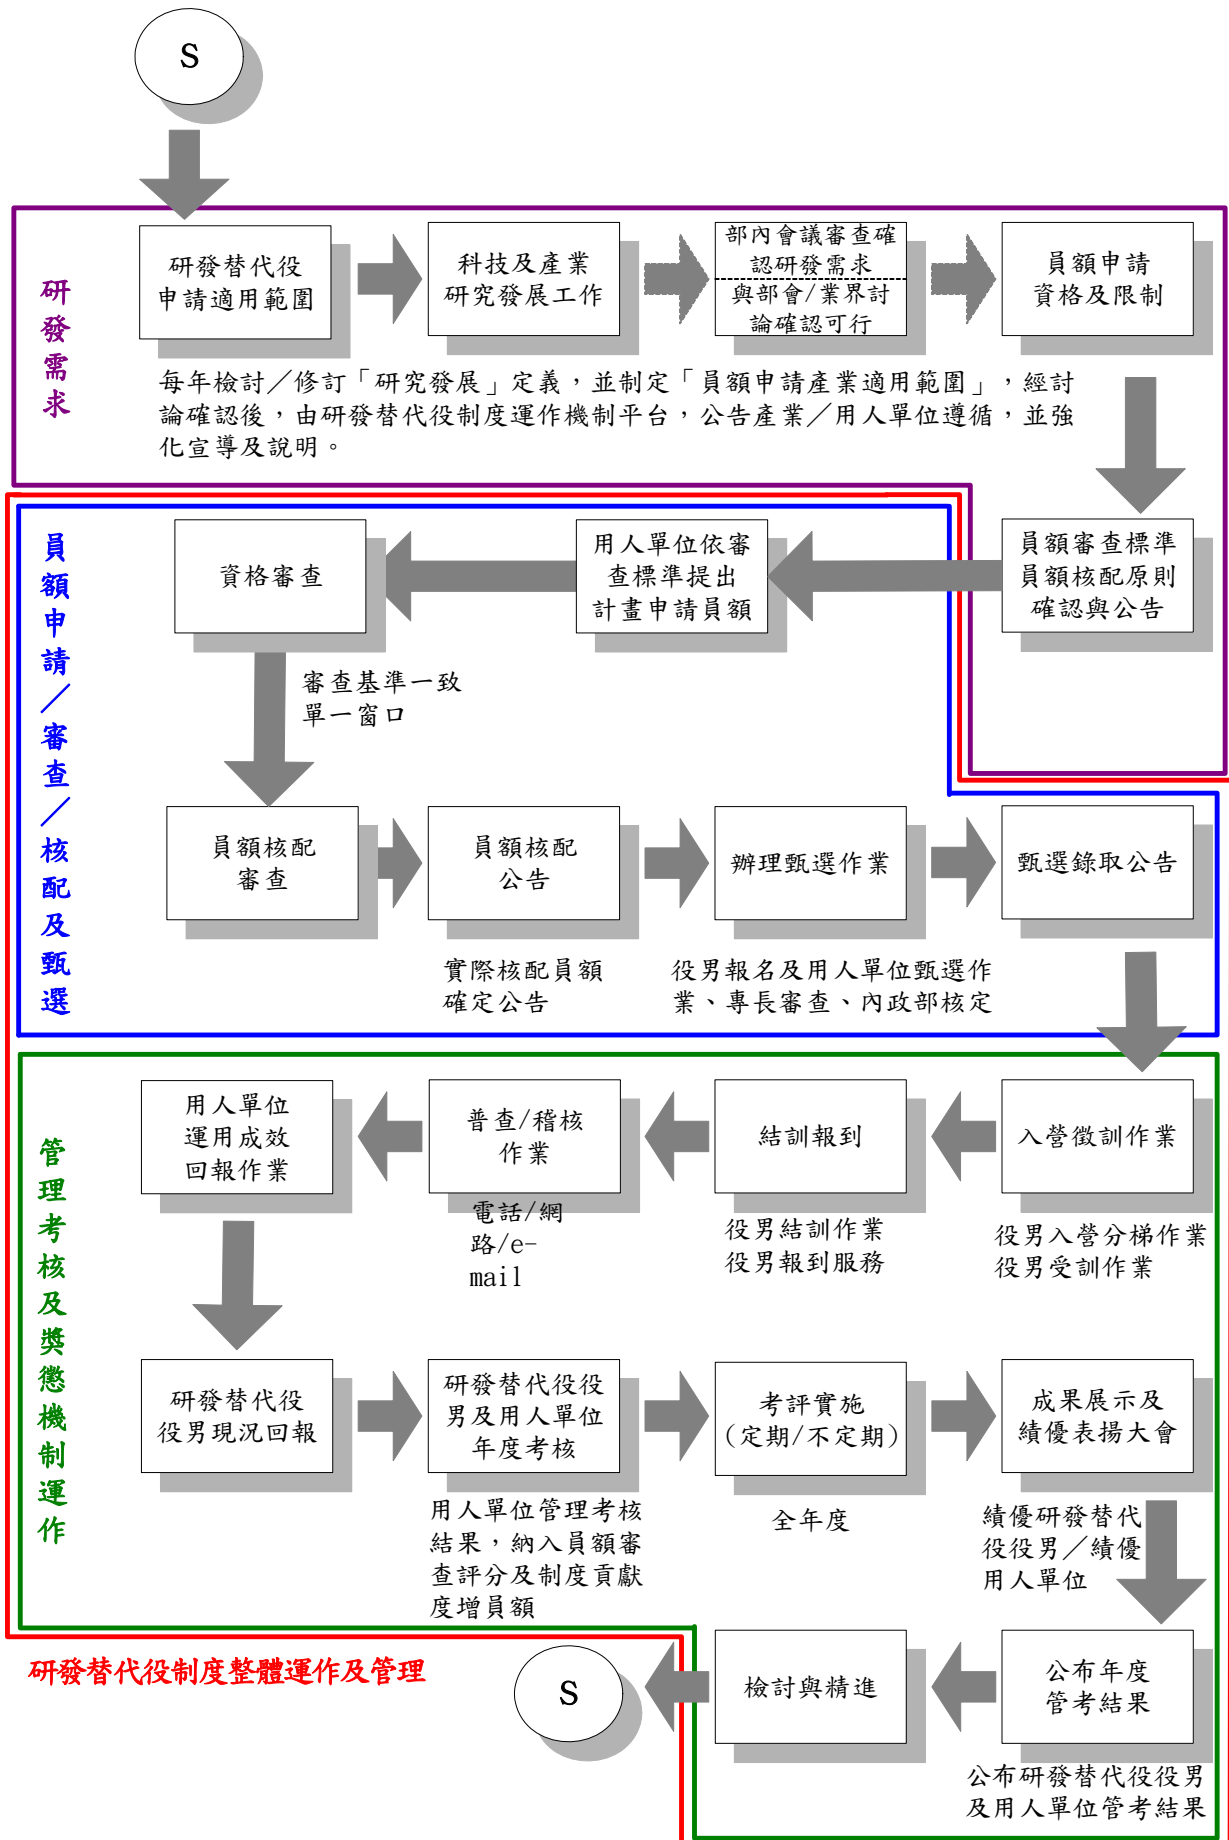 S
研發需求
研發替代役
申請適用範圍
科技及產業
研究發展工作
部內會議審查確
認研發需求
與部會/業界討
論確認可行
員額申請
資格及限制
每年檢討／修訂「研究發展」定義，並制定「員額申請產業適用範圍」，經討
論確認後，由研發替代役制度運作機制平台，公告產業／用人單位遵循，並強
化宣導及說明。
員額審查標準
員額核配原則
確認與公告
員額申請／審查／核配及甄選
用人單位依審
查標準提出
計畫申請員額
資格審查
審查基準一致
單一窗口
員額核配
審查
員額核配
公告
辦理甄選作業
甄選錄取公告
實際核配員額
確定公告
役男報名及用人單位甄選作
業、專長審查、內政部核定
管理考核及獎懲機制運作
入營徵訓作業
結訓報到
普查/稽核
作業
用人單位
運用成效
回報作業
役男入營分梯作業
役男受訓作業
役男結訓作業
役男報到服務
電話/網
路/e-
mail
研發替代役
役男現況回報
研發替代役役
男及用人單位
年度考核
考評實施
(定期/不定期)
成果展示及
績優表揚大會
用人單位管理考核
結果，納入員額審
查評分及制度貢獻
度增員額
全年度
績優研發替代
役役男／績優
用人單位
公布年度
管考結果
檢討與精進
S
研發替代役制度整體運作及管理
公布研發替代役役男
及用人單位管考結果